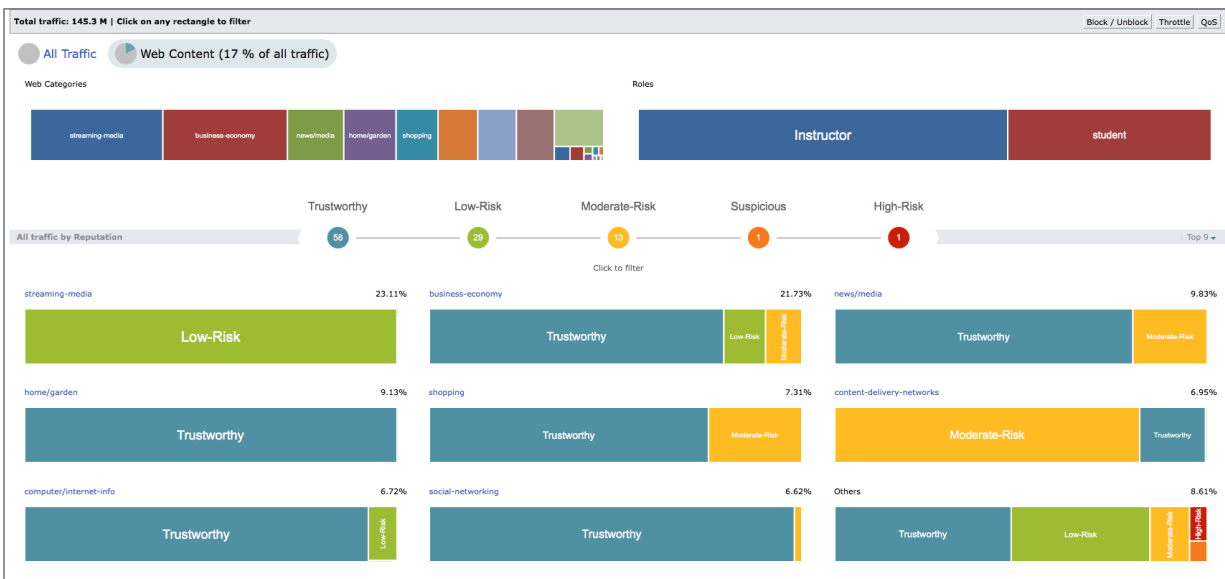 Total traffic: 145.3 M | Click on any rectangle to filter
Block / Unblock Throttle QoS
All Traffic Web Content (17 % of all traffic)
Web Categories Roles
streaming-media business-economy news/media home/garden shopping Instructor student
Trustworthy Low-Risk Moderate-Risk Suspicious High-Risk
All traffic by Reputation 58 29 13 1 1 Top 9
Click to filter
streaming-media 23.11% business-economy 21.73% news/media 9.83%
Low-Risk Trustworthy Low-Risk Moderate-Risk Trustworthy Moderate-Risk
home/garden 9.13% shopping 7.31% content-delivery-networks 6.95%
Trustworthy Trustworthy Moderate-Risk Moderate-Risk Trustworthy
computer/internet-info 6.72% social-networking 6.62% Others 8.61%
Trustworthy Low-Risk Trustworthy Trustworthy Low-Risk Moderate-Risk High-Risk